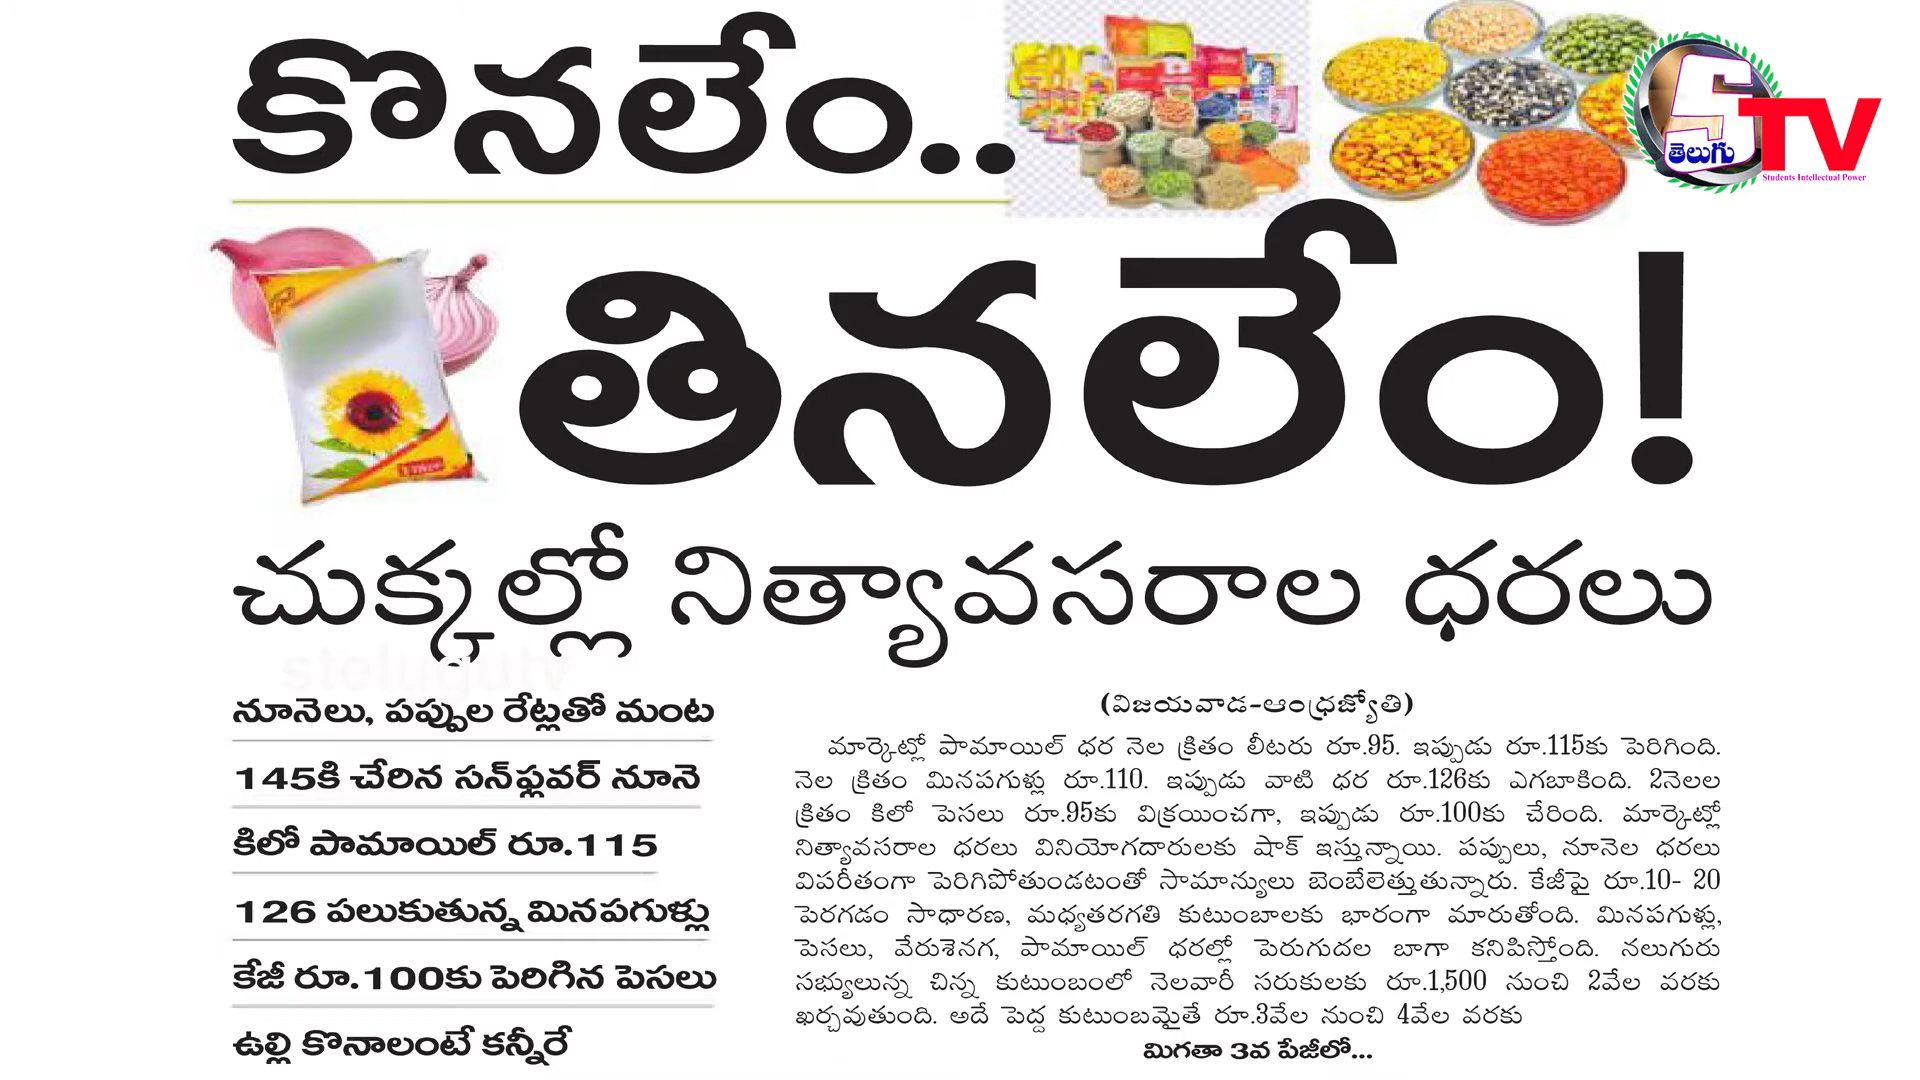 కొనలేం..
తెలుగు
S
TV
Students Intellectual Power
తినలేం!
చుక్కల్లో నిత్యావసరాల ధరలు
stelugutv
నూనెలు, పప్పుల రేట్లతో మంట
145కి చేరిన సన్‌ఫ్లవర్ నూనె
కిలో పామాయిల్ రూ.115
126 పలుకుతున్న మినపగుళ్లు
కేజీ రూ.100కు పెరిగిన పెసలు
ఉల్లి కొనాలంటే కన్నీరే
(విజయవాడ-ఆంధ్రజ్యోతి)
మార్కెట్లో పామాయిల్ ధర నెల క్రితం లీటరు రూ.95. ఇప్పుడు రూ.115కు పెరిగింది.
నెల క్రితం మినపగుళ్లు రూ.110. ఇప్పుడు వాటి ధర రూ.126కు ఎగబాకింది. 2నెలల
క్రితం కిలో పెసలు రూ.95కు విక్రయించగా, ఇప్పుడు రూ.100కు చేరింది. మార్కెట్లో
నిత్యావసరాల ధరలు వినియోగదారులకు షాక్ ఇస్తున్నాయి. పప్పులు, నూనెల ధరలు
విపరీతంగా పెరిగిపోతుండటంతో సామాన్యులు బెంబేలెత్తుతున్నారు. కేజీపై రూ.10- 20
పెరగడం సాధారణ, మధ్యతరగతి కుటుంబాలకు భారంగా మారుతోంది. మినపగుళ్లు,
పెసలు, వేరుశెనగ, పామాయిల్ ధరల్లో పెరుగుదల బాగా కనిపిస్తోంది. నలుగురు
సభ్యులున్న చిన్న కుటుంబంలో నెలవారీ సరుకులకు రూ.1,500 నుంచి 2వేల వరకు
ఖర్చవుతుంది. అదే పెద్ద కుటుంబమైతే రూ.3వేల నుంచి 4వేల వరకు
మిగతా 3వ పేజీలో...